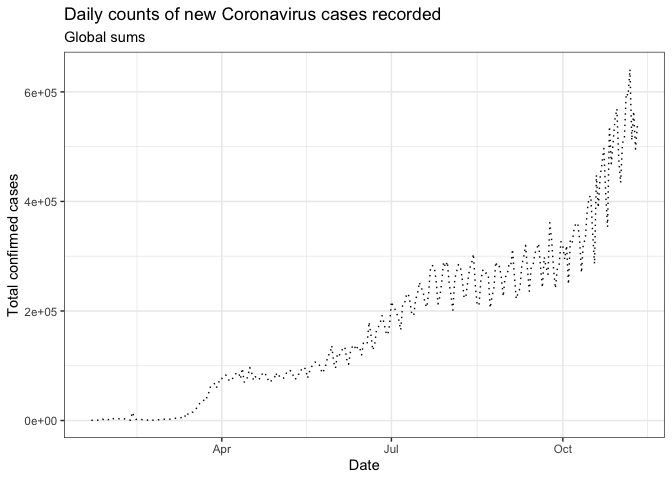 Daily counts of new Coronavirus cases recorded
Global sums
6e+05
4e+05
2e+05
0e+00
Total confirmed cases
Apr
Jul
Oct
Date